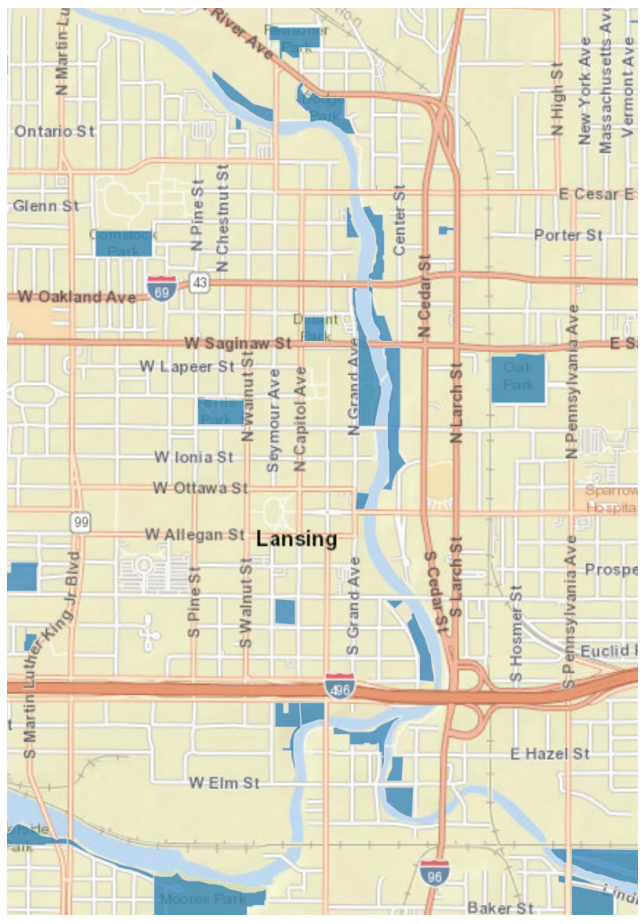 River Ave
Reasoner
Park
N Martin Lu
Park
N High St
New York Ave
Massachusetts Ave
Vermont Ave
Ontario St
E Cesar E
Glenn St
N Pine St
N Chestnut St
Center St
Porter St
Comstock
Park
43
69
W Oakland Ave
N Cedar St
Durant
Park
W Saginaw St
E Sa
W Lapeer St
Oak
Park
N Pennsylvania Ave
N Walnut St
Seymour Ave
N Capitol Ave
N Grand Ave
N Larch St
Ferris
Park
W Ionia St
W Ottawa St
Sparrow
Hospita
99
W Allegan St
Lansing
S Martin Luther King Jr Blvd
S Pine St
S Walnut St
S Grand Ave
S Cedar St
S Larch St
S Hosmer St
S Pennsylvania Ave
Prospe
Euclid
496
E Hazel St
W Elm St
96
Moores Park
Baker St